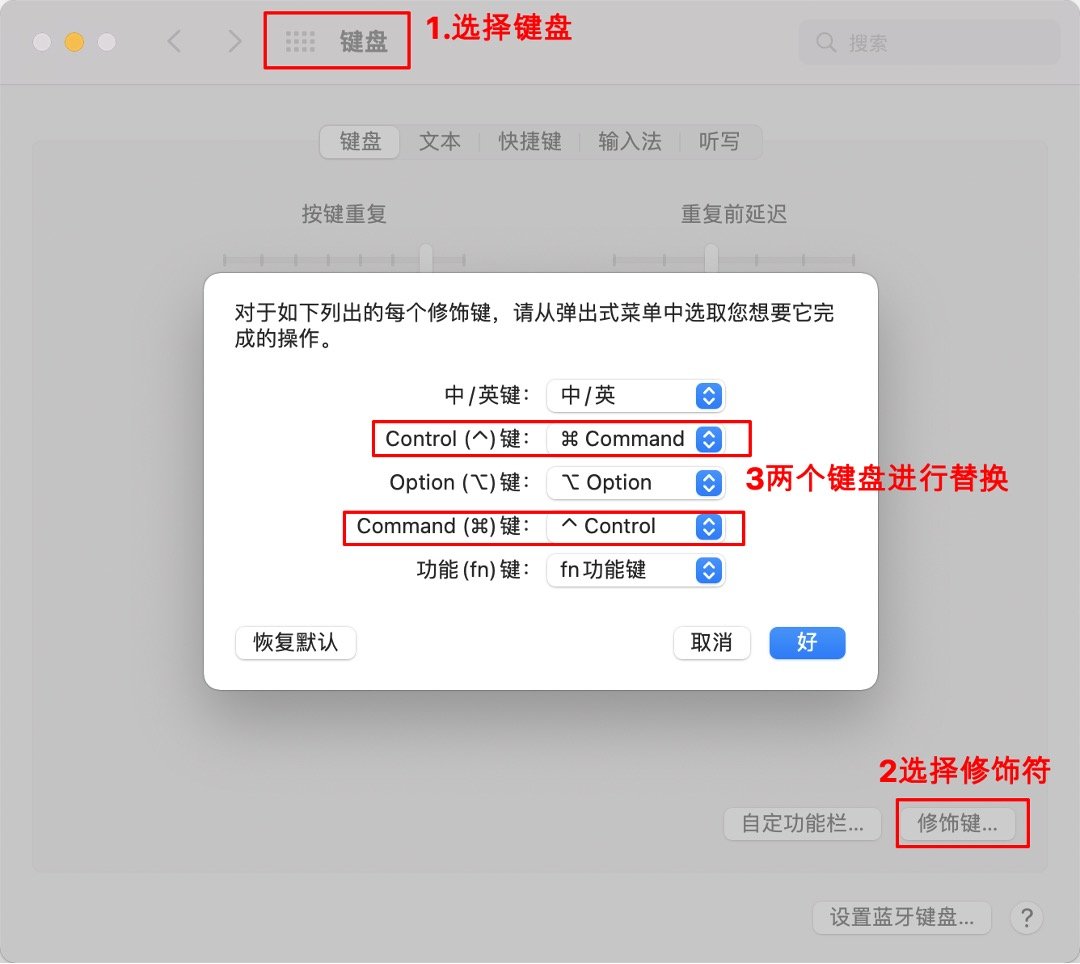 键盘
1.选择键盘
搜索
键盘 文本 快捷键 输入法 听写
按键重复 重复前延迟
对于如下列出的每个修饰键，请从弹出式菜单中选取您想要它完
成的操作。
中/英键： 中/英
Control (^)键： ⌘ Command
Option (⌥)键： ⌥ Option
3两个键盘进行替换
Command (⌘)键： ^ Control
功能(fn)键： fn功能键
恢复默认 取消 好
2选择修饰符
自定功能栏... 修饰键...
设置蓝牙键盘... ?